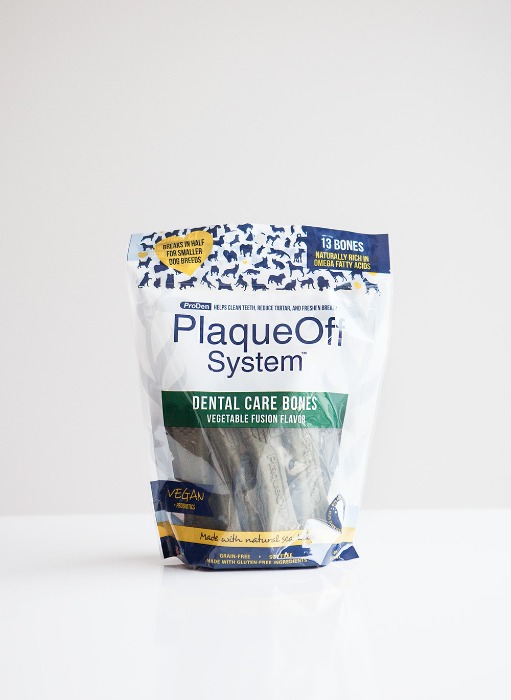 BREAKS IN HALF
FOR SMALLER
DOG BREEDS
13 BONES
NATURALLY RICH IN
OMEGA FATTY ACIDS
ProDen HELPS CLEAN TEETH, REDUCE TARTAR, AND FRESHEN
PlaqueOff
System™
DENTAL CARE BONES
VEGETABLE FUSION FLAVOR
VEGAN
+ PROBIOTICS
Made with natural sea
GRAIN-FREE •
MADE WITH GLUTEN-FREE INGREDIENTS